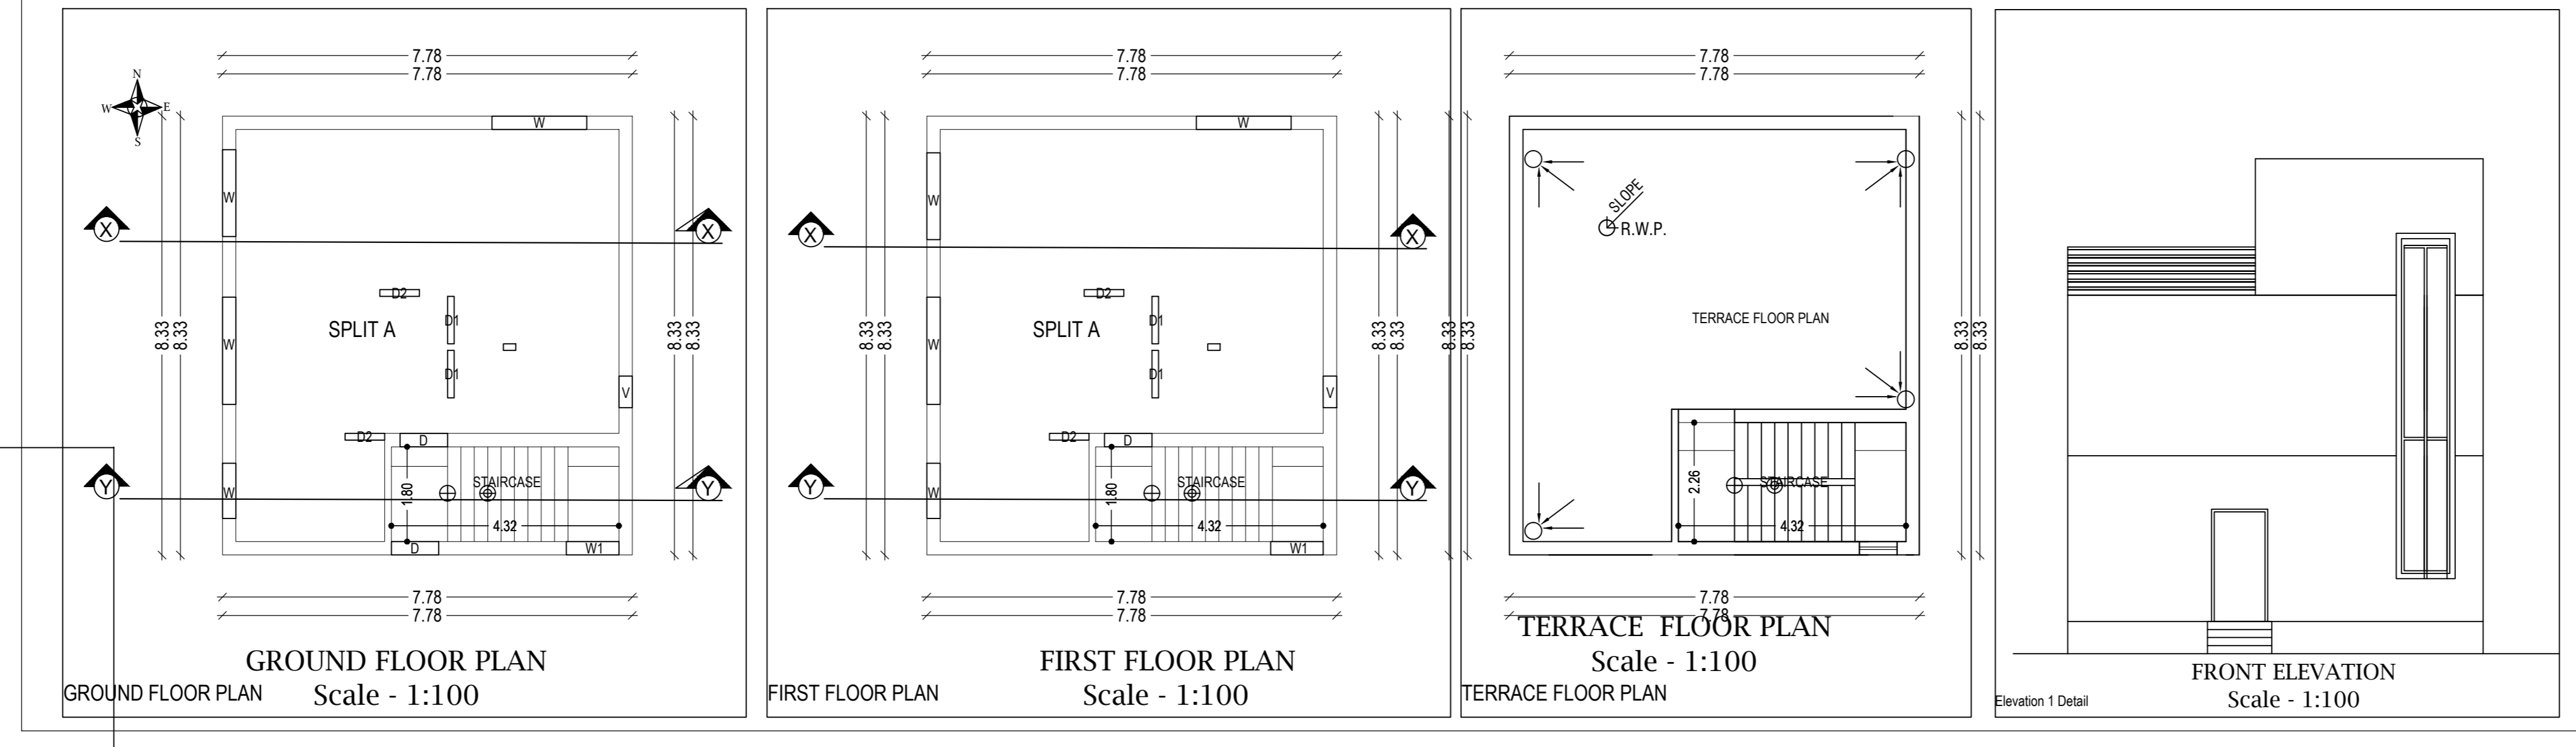 7.78
7.78
N
W
E
S
8.33
8.33
W
W
X
X
D2
D1
SPLIT A
W
D1
8.33
8.33
V
D2
D
Y
Y
W
STAIRCASE
1.80
4.32
D
W1
7.78
7.78
GROUND FLOOR PLAN
Scale - 1:100
GROUND FLOOR PLAN
7.78
7.78
8.33
8.33
W
W
X
X
D2
D1
SPLIT A
W
D1
8.33
8.33
V
D2
D
Y
Y
W
STAIRCASE
1.80
4.32
W1
7.78
7.78
FIRST FLOOR PLAN
Scale - 1:100
FIRST FLOOR PLAN
7.78
7.78
8.33
8.33
SLOPE
R.W.P.
TERRACE FLOOR PLAN
8.33
8.33
2.26
STAIRCASE
4.32
7.78
7.78
TERRACE FLOOR PLAN
Scale - 1:100
TERRACE FLOOR PLAN
FRONT ELEVATION
Scale - 1:100
Elevation 1 Detail